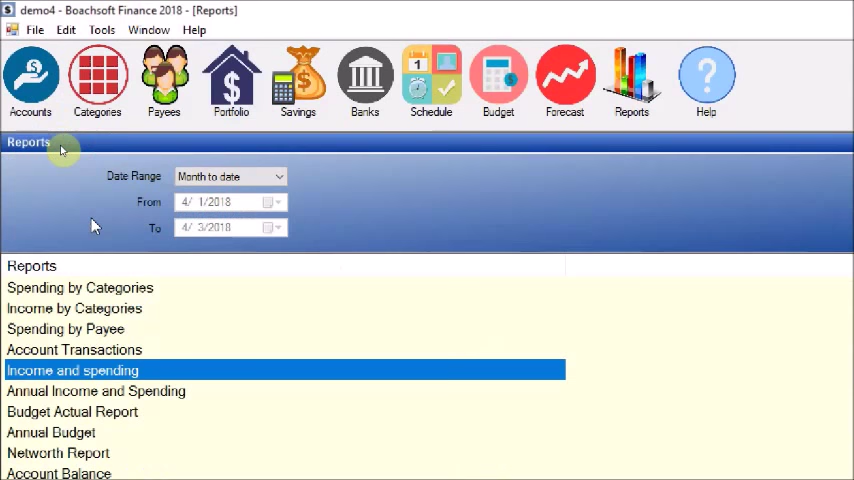 demo4 - Boachsoft Finance 2018 - [Reports]
File Edit Tools Window Help
Accounts Categories Payees Portfolio Savings Banks Schedule Budget Forecast Reports Help
Reports
Date Range Month to date
From 4/ 1/2018
To 4/ 3/2018
Reports
Spending by Categories
Income by Categories
Spending by Payee
Account Transactions
Income and spending
Annual Income and Spending
Budget Actual Report
Annual Budget
Networth Report
Account Balance